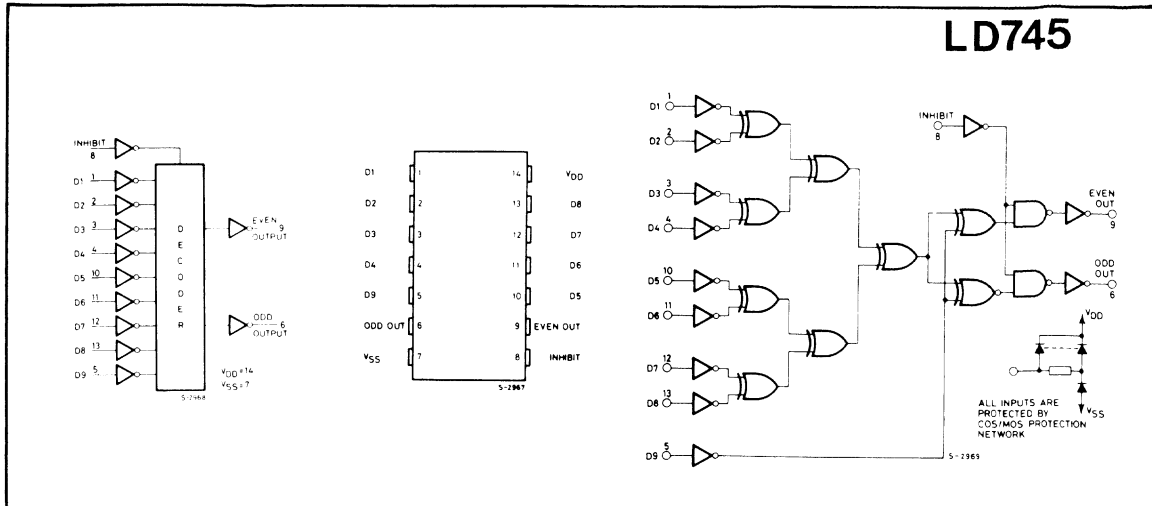 LD745
INHIBIT
8
D1 1
D2 2
D3 3
D4 4
D5 10
D6 11
D7 12
D8 13
D9 5
DECODER
EVEN
9
OUTPUT
ODD
6
OUTPUT
VDD=14
VSS=7
S-2968
D1 1 14 VDD
D2 2 13 D8
D3 3 12 D7
D4 4 11 D6
D9 5 10 D5
ODD OUT 6 9 EVEN OUT
VSS 7 8 INHIBIT
S-2967
D1 1
D2 2
D3 3
D4 4
D5 10
D6 11
D7 12
D8 13
D9 5
INHIBIT
8
EVEN
OUT
9
ODD
OUT
6
VDD
VSS
ALL INPUTS ARE
PROTECTED BY
COS/MOS PROTECTION
NETWORK
S-2969